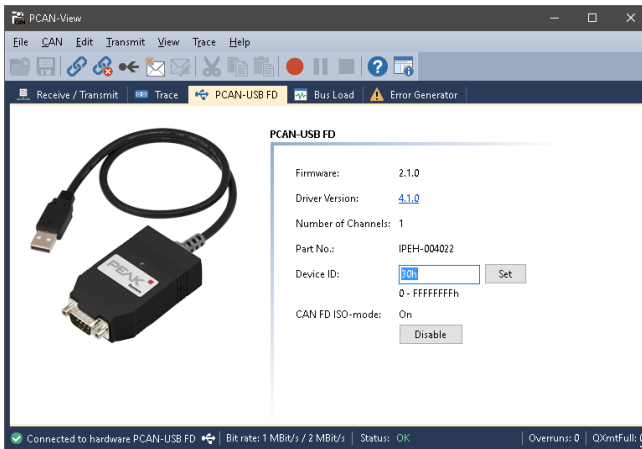 PCAN-View
File CAN Edit Transmit View Trace Help
Receive / Transmit Trace PCAN-USB FD Bus Load Error Generator
PCAN-USB FD
Firmware: 2.1.0
Driver Version: 4.1.0
Number of Channels: 1
Part No.: IPEH-004022
Device ID: 30h Set
0 - FFFFFFFFh
CAN FD ISO-mode: On
Disable
PEAK
System
Connected to hardware PCAN-USB FD Bit rate: 1 MBit/s / 2 MBit/s Status: OK Overruns: 0 QXmtFull: 0